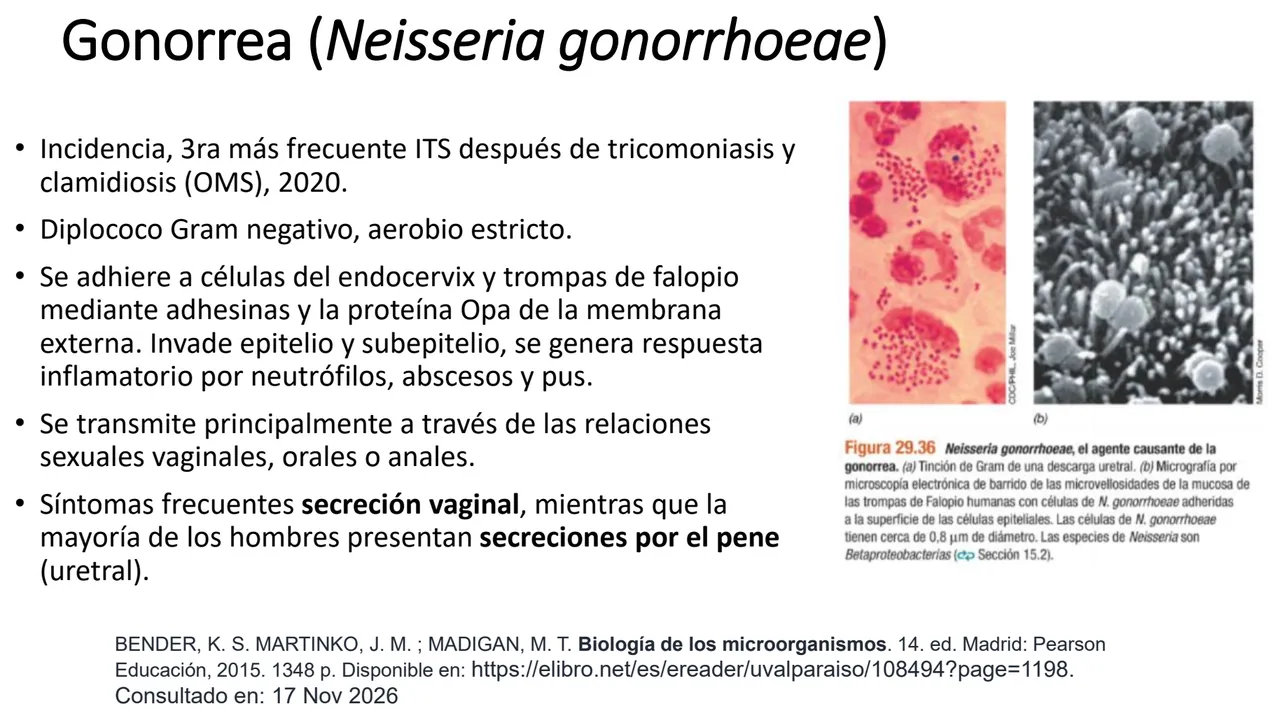 Gonorrea (Neisseria gonorrhoeae)
• Incidencia, 3ra más frecuente ITS después de tricomoniasis y
clamidiosis (OMS), 2020.
• Diplococo Gram negativo, aerobio estricto.
• Se adhiere a células del endocervix y trompas de falopio
mediante adhesinas y la proteína Opa de la membrana
externa. Invade epitelio y subepitelio, se genera respuesta
inflamatorio por neutrófilos, abscesos y pus.
• Se transmite principalmente a través de las relaciones
sexuales vaginales, orales o anales.
• Síntomas frecuentes secreción vaginal, mientras que la
mayoría de los hombres presentan secreciones por el pene
(uretral).
CDC/PHIL, Joe Millar
Morris D. Cooper
(a)
(b)
Figura 29.36 Neisseria gonorrhoeae, el agente causante de la
gonorrea. (a) Tinción de Gram de una descarga uretral. (b) Micrografía por
microscopía electrónica de barrido de las microvellosidades de la mucosa de
las trompas de Falopio humanas con células de N. gonorrhoeae adheridas
a la superficie de las células epiteliales. Las células de N. gonorrhoeae
tienen cerca de 0,8 μm de diámetro. Las especies de Neisseria son
Betaproteobacterias (Sección 15.2).
BENDER, K. S. MARTINKO, J. M. ; MADIGAN, M. T. Biología de los microorganismos. 14. ed. Madrid: Pearson
Educación, 2015. 1348 p. Disponible en: https://elibro.net/es/ereader/uvalparaiso/108494?page=1198.
Consultado en: 17 Nov 2026